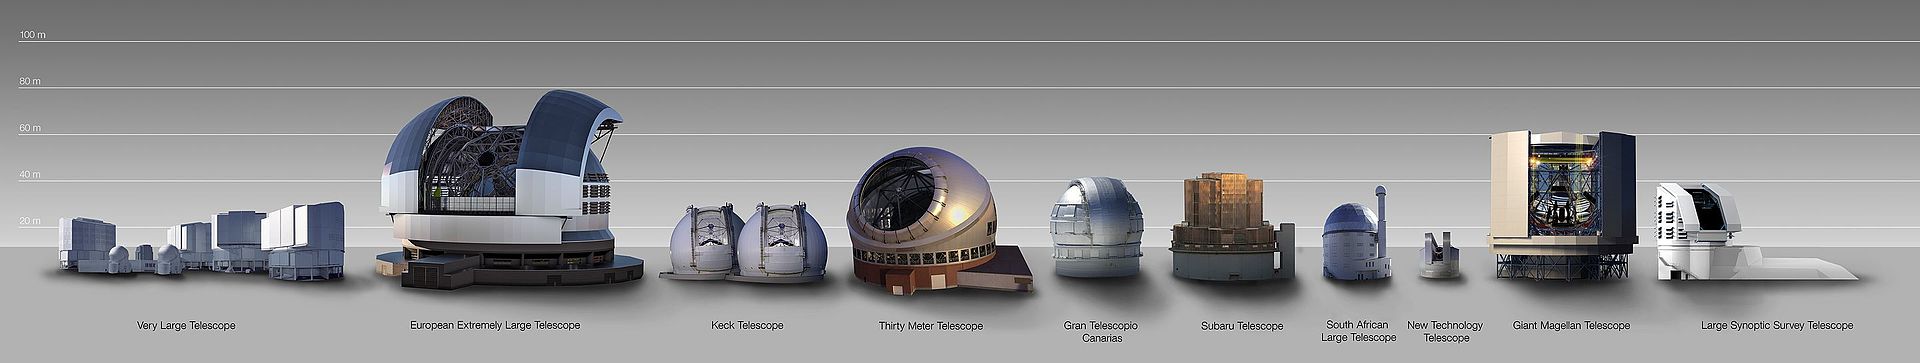 100 m
80 m
60 m
40 m
20 m
Very Large Telescope
European Extremely Large Telescope
Keck Telescope
Thirty Meter Telescope
Gran Telescopio
Canarias
Subaru Telescope
South African
Large Telescope
New Technology
Telescope
Giant Magellan Telescope
Large Synoptic Survey Telescope